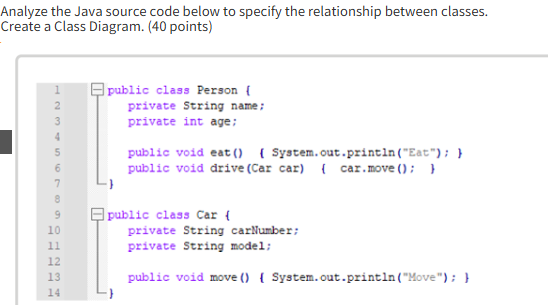 Analyze the Java source code below to specify the relationship between classes.
Create a Class Diagram. (40 points)
1 public class Person {
2 private String name;
3 private int age;
4
5 public void eat() { System.out.println("Eat"); }
6 public void drive(Car car) { car.move(); }
7 }
8
9 public class Car {
10 private String carNumber;
11 private String model;
12
13 public void move() { System.out.println("Move"); }
14 }